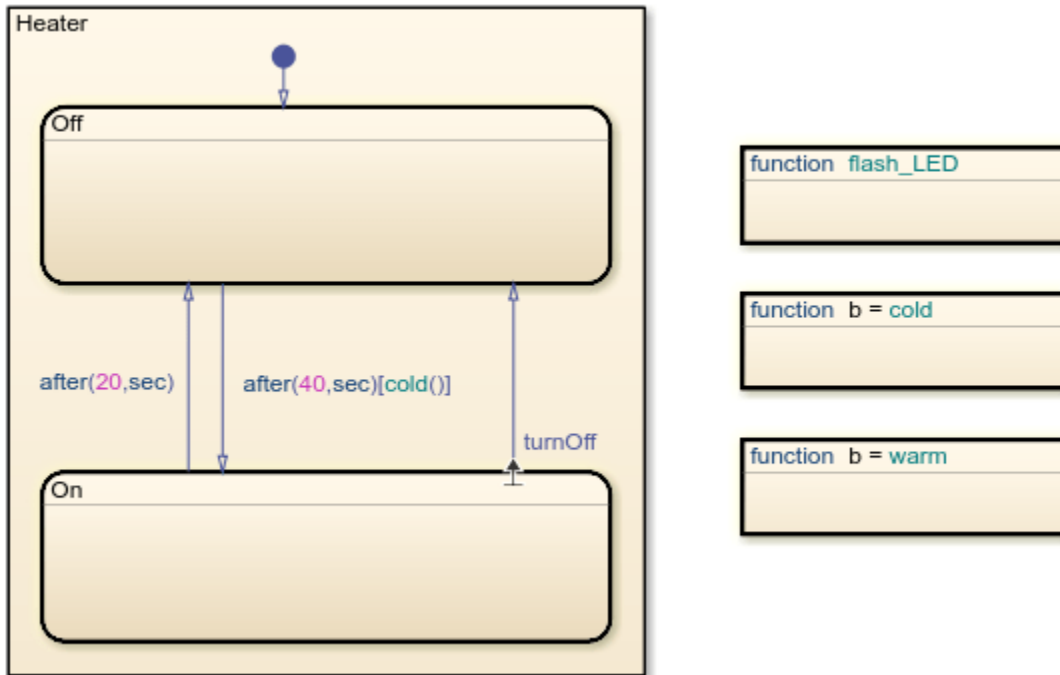 Heater
Off
after(20,sec)
after(40,sec)[cold()]
turnOff
On
function flash_LED
function b = cold
function b = warm